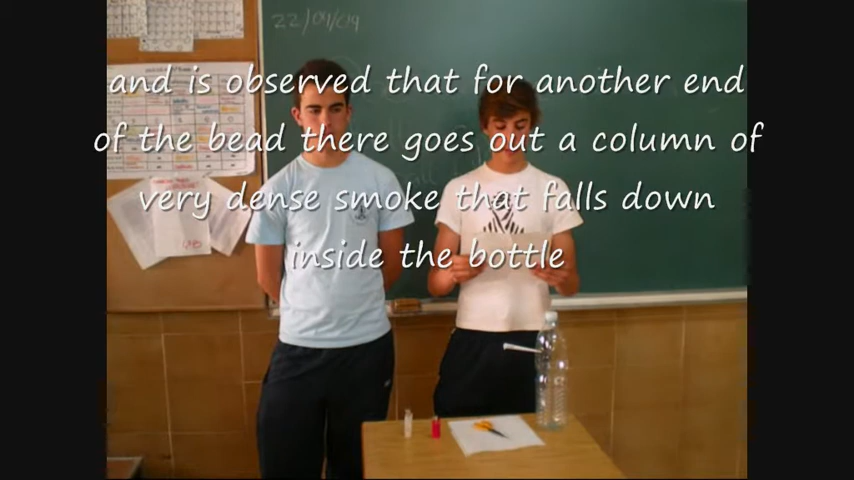 22/04/09
and is observed that for another end
of the bead there goes out a column of
very dense smoke that falls down
inside the bottle